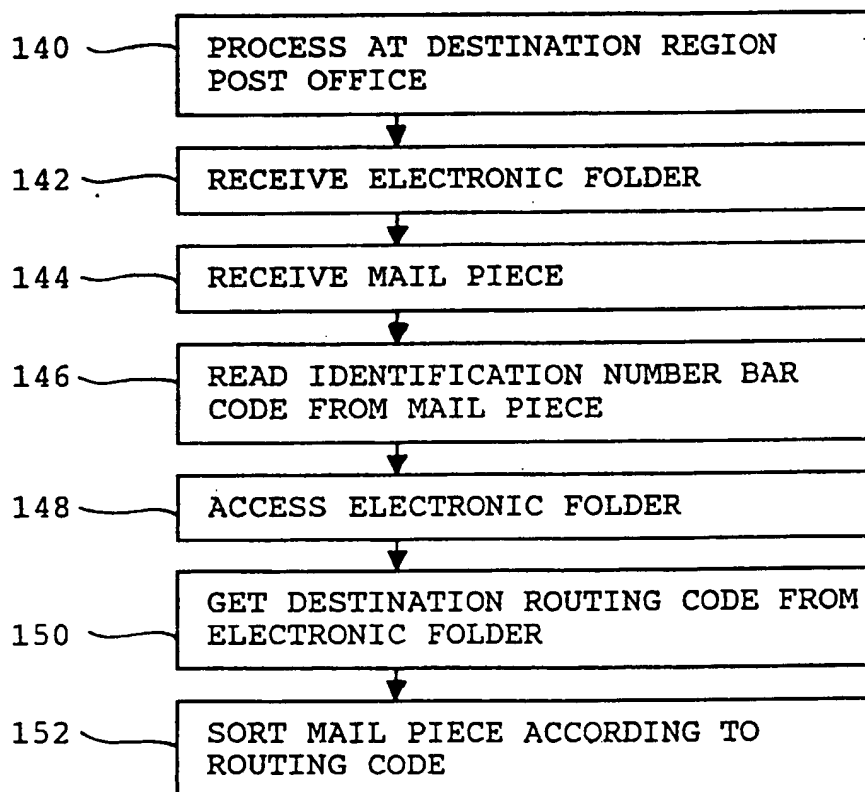 140
PROCESS AT DESTINATION REGION
POST OFFICE
142
RECEIVE ELECTRONIC FOLDER
144
RECEIVE MAIL PIECE
146
READ IDENTIFICATION NUMBER BAR
CODE FROM MAIL PIECE
148
ACCESS ELECTRONIC FOLDER
150
GET DESTINATION ROUTING CODE FROM
ELECTRONIC FOLDER
152
SORT MAIL PIECE ACCORDING TO
ROUTING CODE